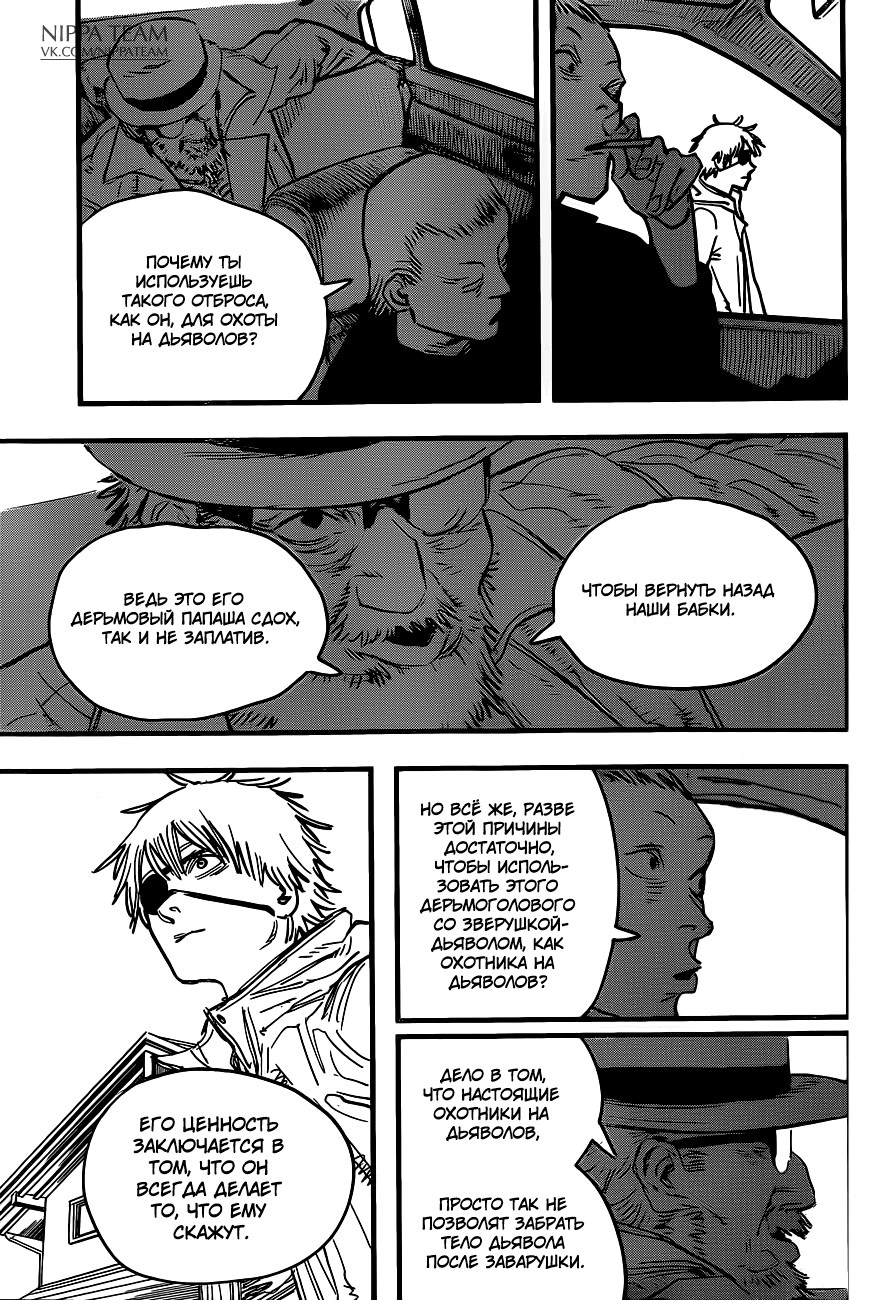 NIPPA TEAM
VK.COM/NIPPATEAM
ПОЧЕМУ ТЫ
ИСПОЛЬЗУЕШЬ
ТАКОГО ОТБРОСА,
КАК ОН, ДЛЯ ОХОТЫ
НА ДЬЯВОЛОВ?
ЧТОБЫ ВЕРНУТЬ НАЗАД
НАШИ БАБКИ.
ВЕДЬ ЭТО ЕГО
ДЕРЬМОВЫЙ ПАПАША СДОХ,
ТАК И НЕ ЗАПЛАТИВ.
НО ВСЁ ЖЕ, РАЗВЕ
ЭТОЙ ПРИЧИНЫ
ДОСТАТОЧНО,
ЧТОБЫ ИСПОЛЬ-
ЗОВАТЬ ЭТОГО
ДЕРЬМОГОЛОВОГО
СО ЗВЕРУШКОЙ-
ДЬЯВОЛОМ, КАК
ОХОТНИКА НА
ДЬЯВОЛОВ?
ДЕЛО В ТОМ,
ЧТО НАСТОЯЩИЕ
ОХОТНИКИ НА
ДЬЯВОЛОВ,
ПРОСТО ТАК НЕ
ПОЗВОЛЯТ ЗАБРАТЬ
ТЕЛО ДЬЯВОЛА
ПОСЛЕ ЗАВАРУШКИ.
ЕГО ЦЕННОСТЬ
ЗАКЛЮЧАЕТСЯ В
ТОМ, ЧТО ОН
ВСЕГДА ДЕЛАЕТ
ТО, ЧТО ЕМУ
СКАЖУТ.